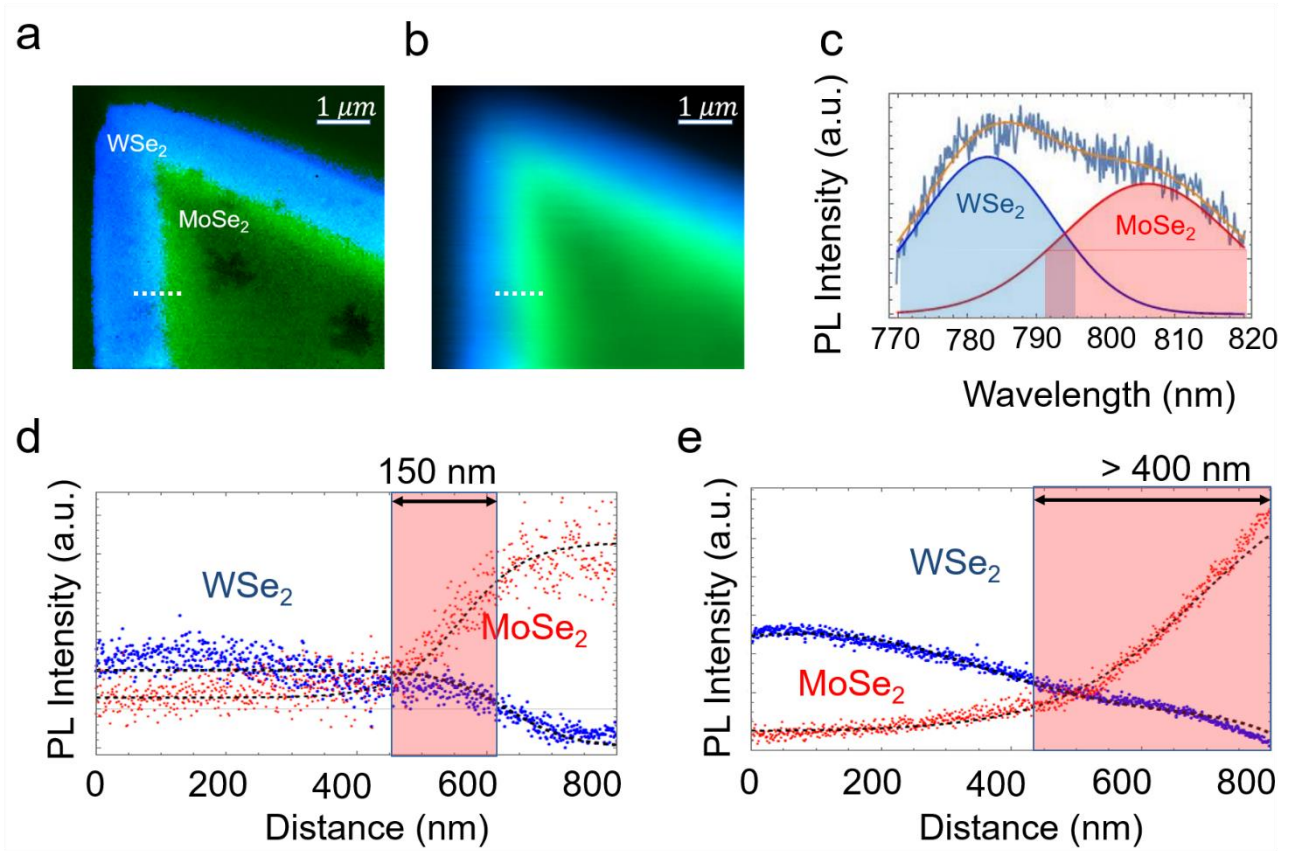 a
1 μm
WSe₂
MoSe₂
b
1 μm
c
PL Intensity (a.u.)
WSe₂
MoSe₂
770 780 790 800 810 820
Wavelength (nm)
d
150 nm
PL Intensity (a.u.)
WSe₂
MoSe₂
0 200 400 600 800
Distance (nm)
e
> 400 nm
PL Intensity (a.u.)
WSe₂
MoSe₂
0 200 400 600 800
Distance (nm)